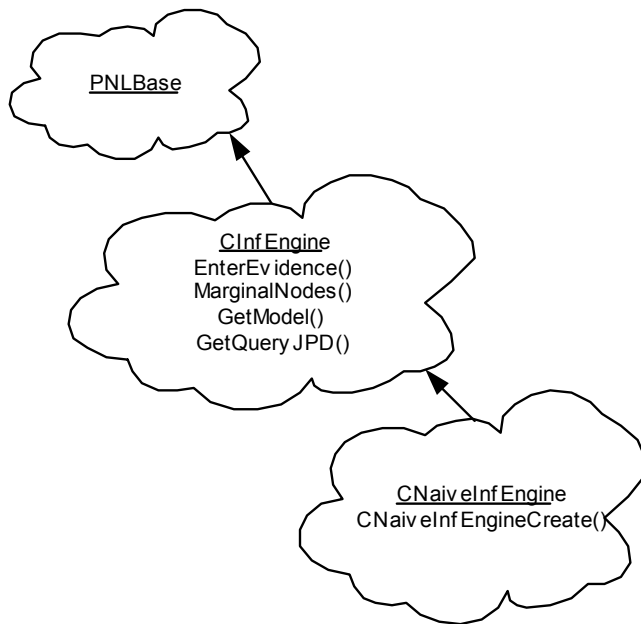 PNLBase
CInfEngine
EnterEvidence()
MarginalNodes()
GetModel()
GetQueryJPD()
CNaiveInfEngine
CNaiveInfEngineCreate()